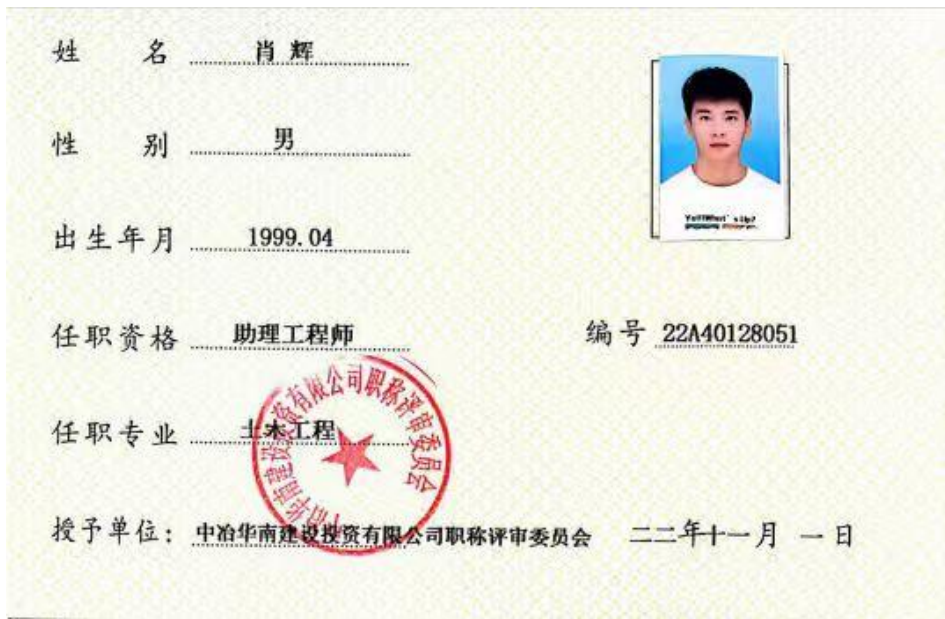 姓 名 肖 辉
性 别 男
出生年月 1999.04
任职资格 助理工程师
编号 22A40128051
任职专业 土木工程
华南建设投资有限公司职称评审委员会
授予单位： 中冶华南建设投资有限公司职称评审委员会 二二年十一月 一日